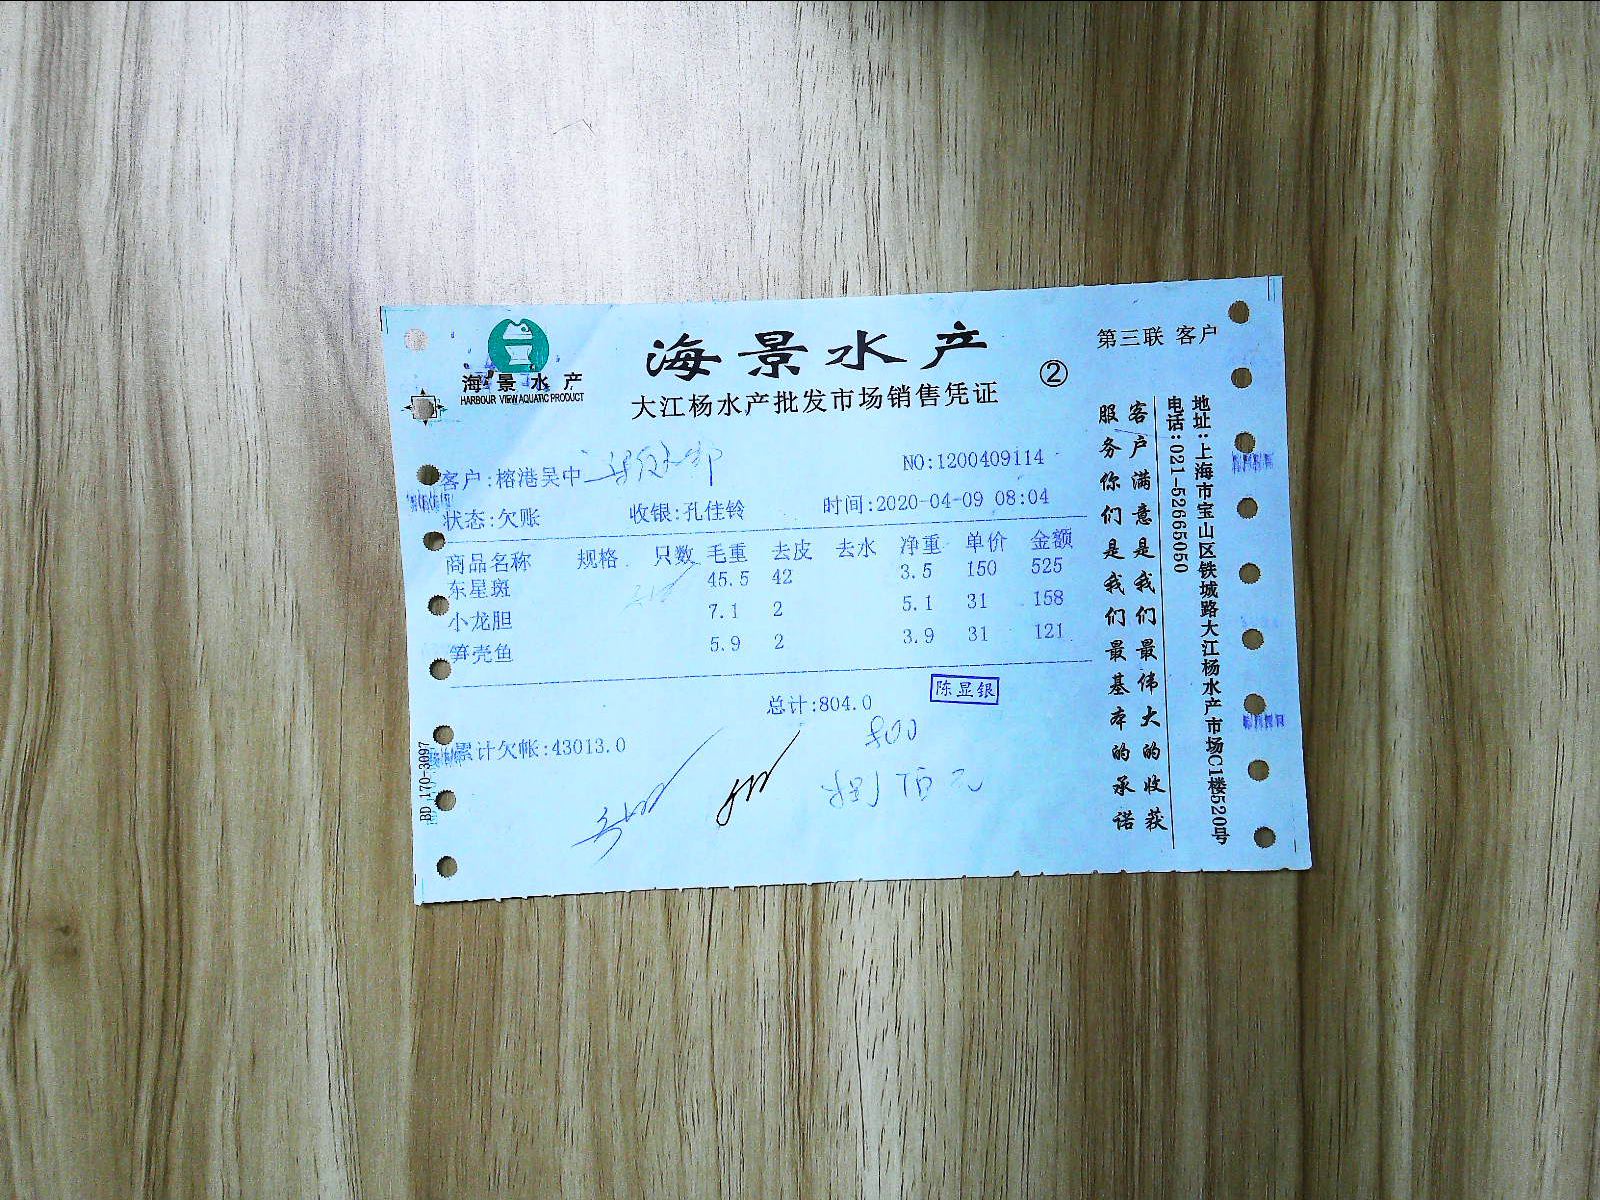 海景水产
HARBOUR VIEW AQUATIC PRODUCT
海景水产
大江杨水产批发市场销售凭证
②
第三联 客户
客户:榕港吴中
NO:1200409114
状态:欠账 收银:孔佳铃 时间:2020-04-09 08:04
商品名称 规格 只数 毛重 去皮 去水 净重 单价 金额
东星斑 45.5 42 3.5 150 525
小龙胆 7.1 2 5.1 31 158
笋壳鱼 5.9 2 3.9 31 121
总计:804.0
陈显银
累计欠帐:43013.0
800
BD 170-3097
客户满意是我们最伟大的收获
服务你们是我们最基本的承诺
地址:上海市宝山区铁城路大江杨水产市场C1楼520号
电话:021-52665050